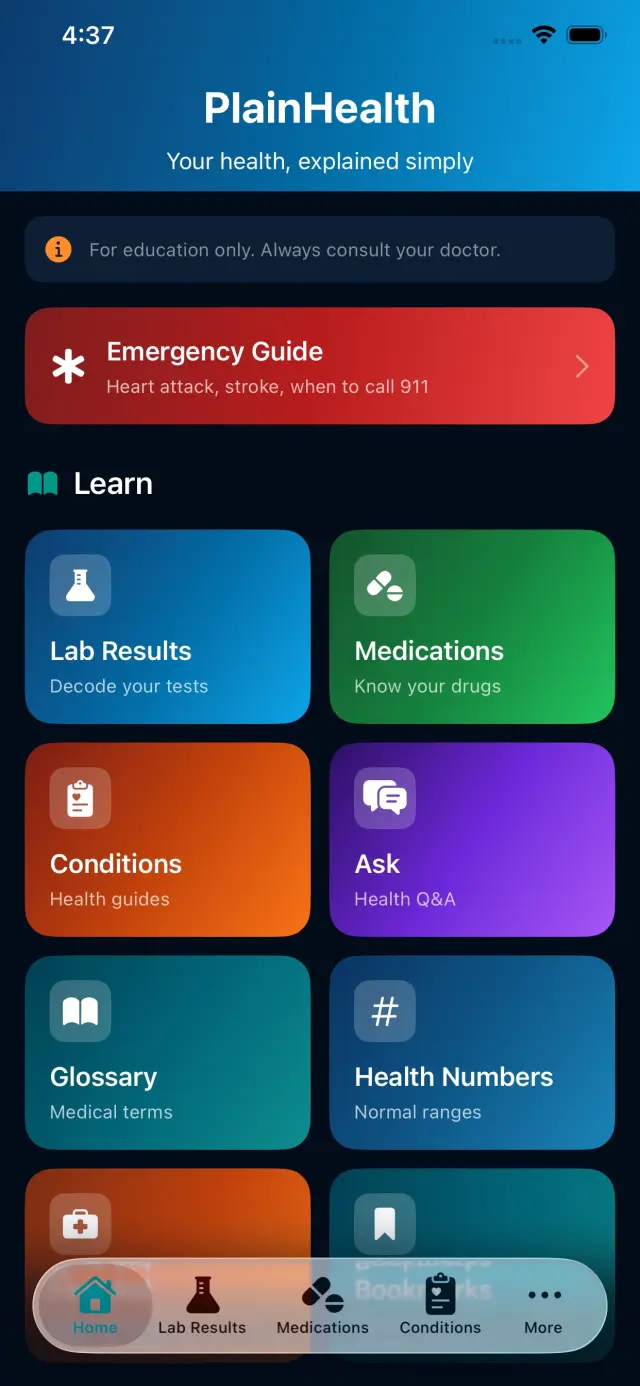 4:37
PlainHealth
Your health, explained simply
For education only. Always consult your doctor.
Emergency Guide
Heart attack, stroke, when to call 911
Learn
Lab Results
Decode your tests
Medications
Know your drugs
Conditions
Health guides
Ask
Health Q&A
Glossary
Medical terms
#
Health Numbers
Normal ranges
Bookmarks
Home
Lab Results
Medications
Conditions
More